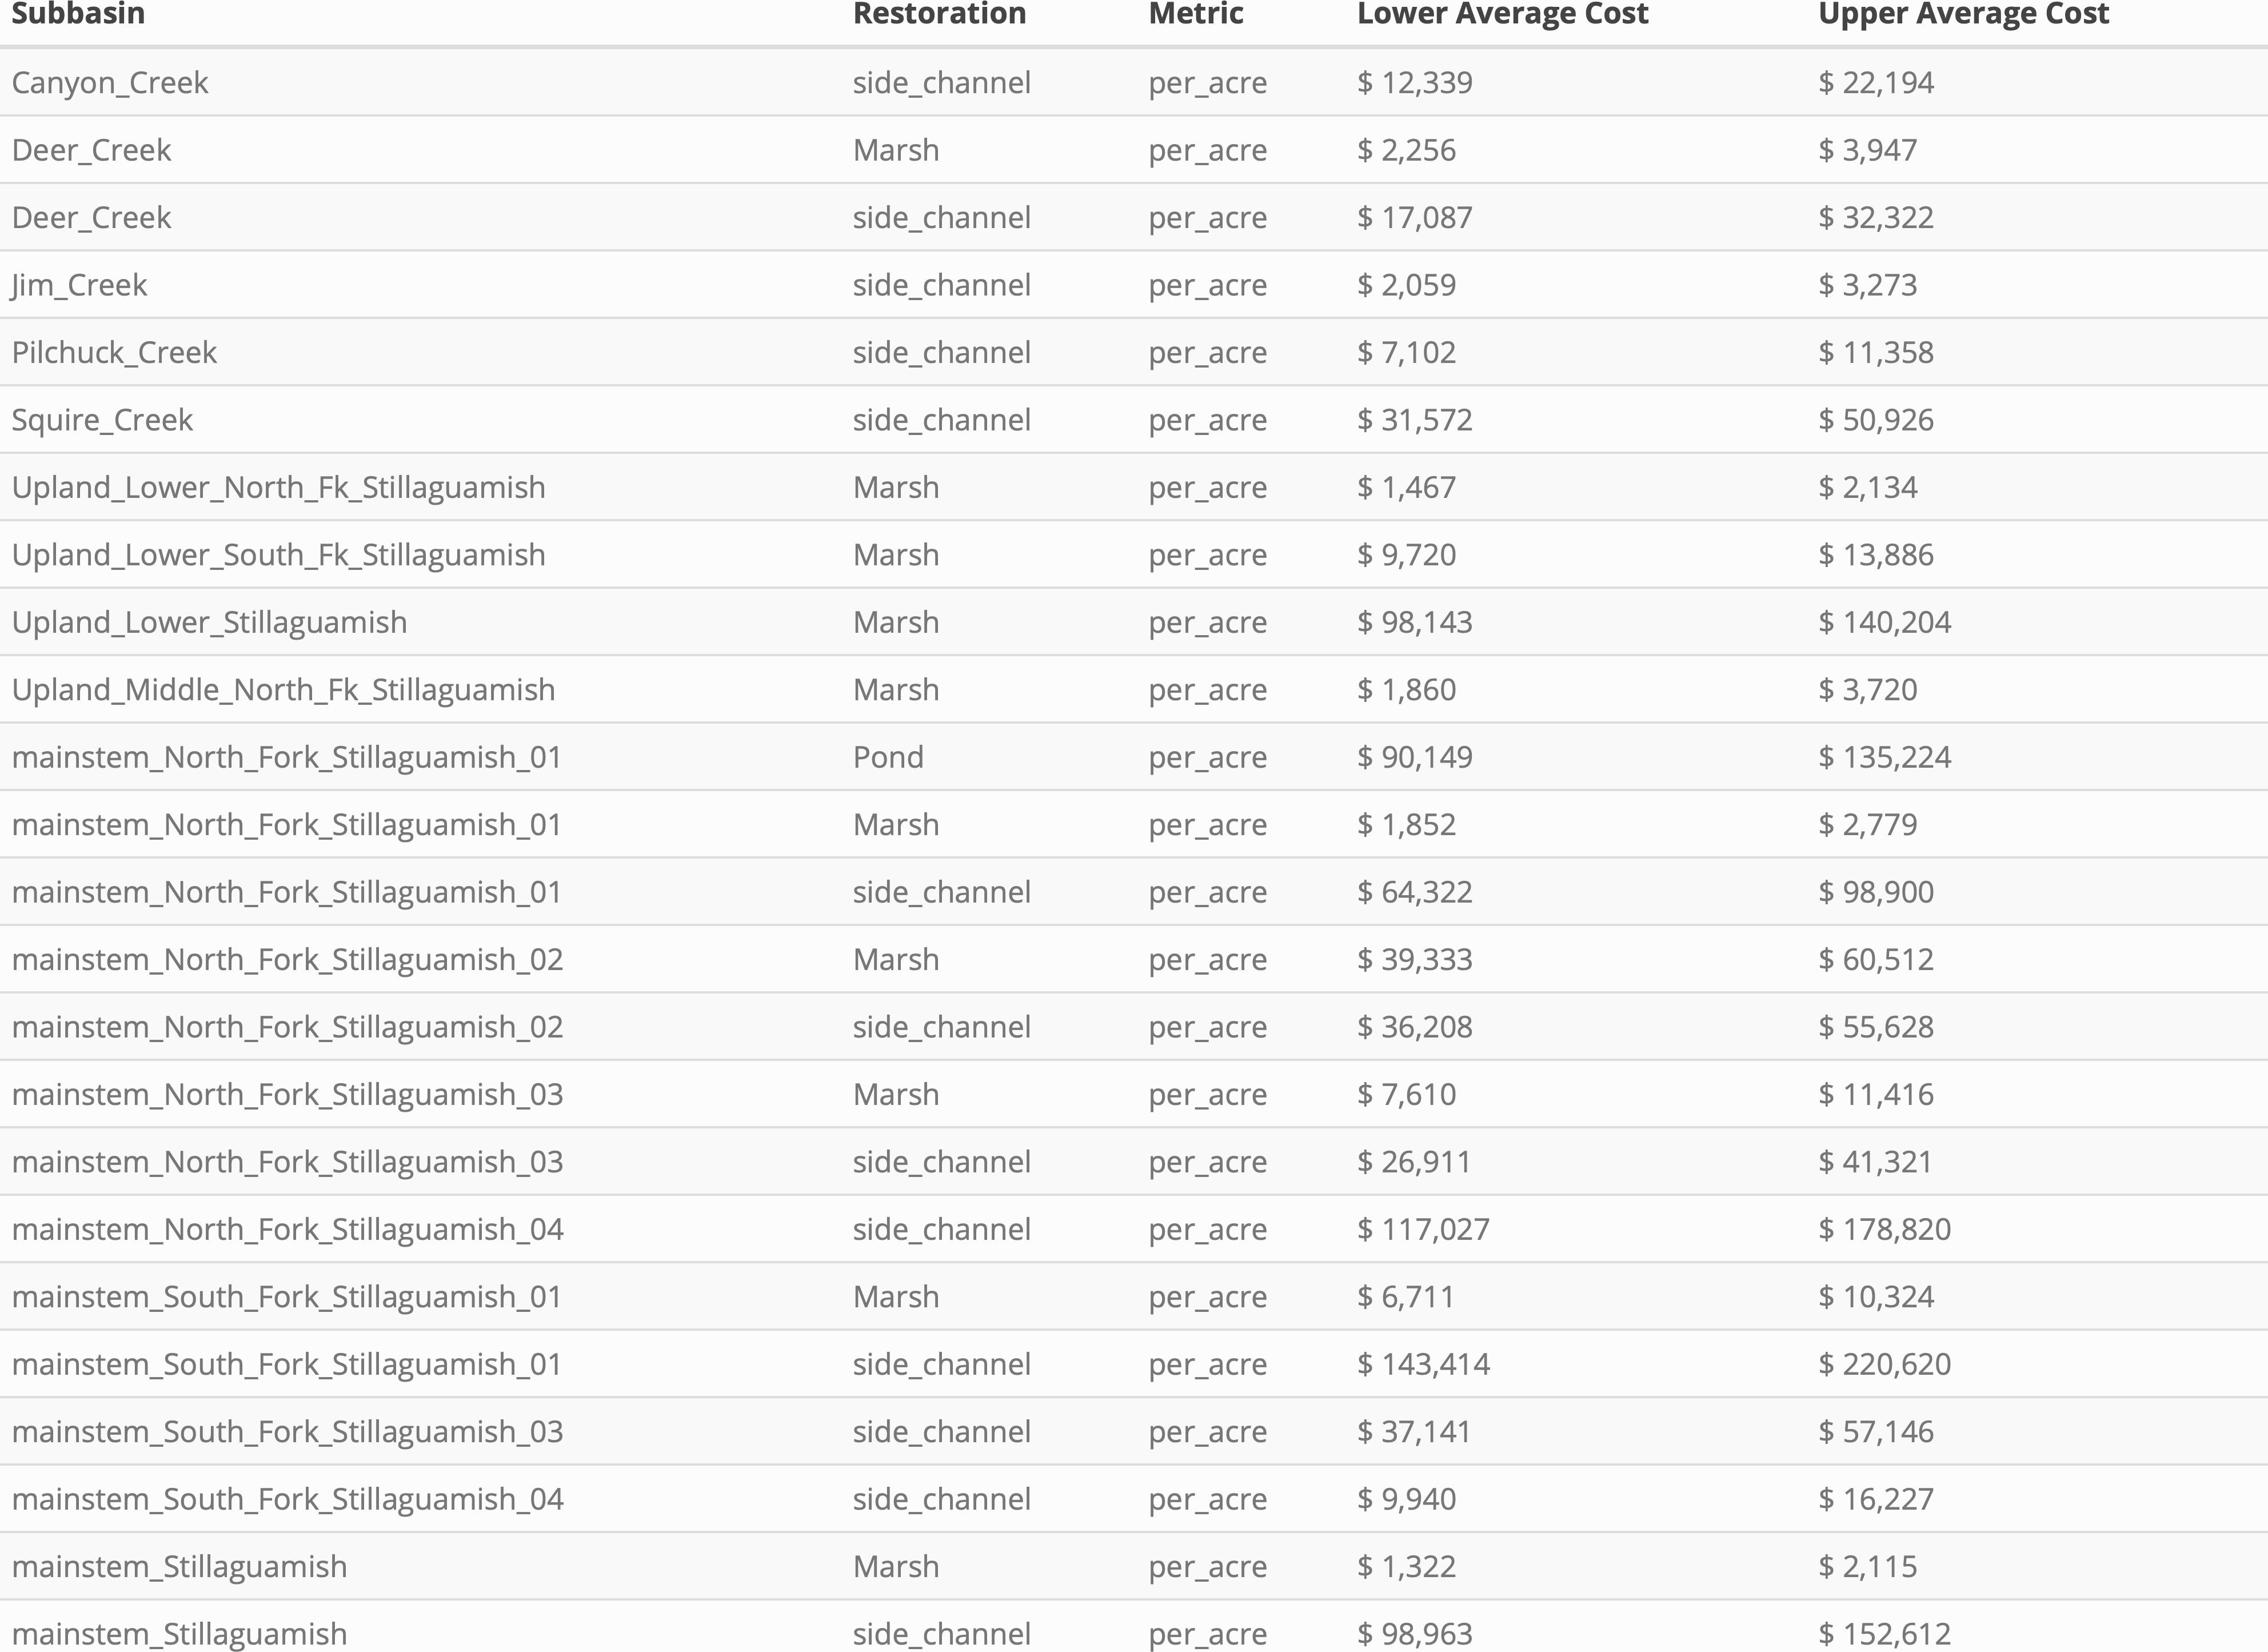 Subbasin Restoration Metric Lower Average Cost Upper Average Cost
Canyon_Creek side_channel per_acre $ 12,339 $ 22,194
Deer_Creek Marsh per_acre $ 2,256 $ 3,947
Deer_Creek side_channel per_acre $ 17,087 $ 32,322
Jim_Creek side_channel per_acre $ 2,059 $ 3,273
Pilchuck_Creek side_channel per_acre $ 7,102 $ 11,358
Squire_Creek side_channel per_acre $ 31,572 $ 50,926
Upland_Lower_North_Fk_Stillaguamish Marsh per_acre $ 1,467 $ 2,134
Upland_Lower_South_Fk_Stillaguamish Marsh per_acre $ 9,720 $ 13,886
Upland_Lower_Stillaguamish Marsh per_acre $ 98,143 $ 140,204
Upland_Middle_North_Fk_Stillaguamish Marsh per_acre $ 1,860 $ 3,720
mainstem_North_Fork_Stillaguamish_01 Pond per_acre $ 90,149 $ 135,224
mainstem_North_Fork_Stillaguamish_01 Marsh per_acre $ 1,852 $ 2,779
mainstem_North_Fork_Stillaguamish_01 side_channel per_acre $ 64,322 $ 98,900
mainstem_North_Fork_Stillaguamish_02 Marsh per_acre $ 39,333 $ 60,512
mainstem_North_Fork_Stillaguamish_02 side_channel per_acre $ 36,208 $ 55,628
mainstem_North_Fork_Stillaguamish_03 Marsh per_acre $ 7,610 $ 11,416
mainstem_North_Fork_Stillaguamish_03 side_channel per_acre $ 26,911 $ 41,321
mainstem_North_Fork_Stillaguamish_04 side_channel per_acre $ 117,027 $ 178,820
mainstem_South_Fork_Stillaguamish_01 Marsh per_acre $ 6,711 $ 10,324
mainstem_South_Fork_Stillaguamish_01 side_channel per_acre $ 143,414 $ 220,620
mainstem_South_Fork_Stillaguamish_03 side_channel per_acre $ 37,141 $ 57,146
mainstem_South_Fork_Stillaguamish_04 side_channel per_acre $ 9,940 $ 16,227
mainstem_Stillaguamish Marsh per_acre $ 1,322 $ 2,115
mainstem_Stillaguamish side_channel per_acre $ 98,963 $ 152,612